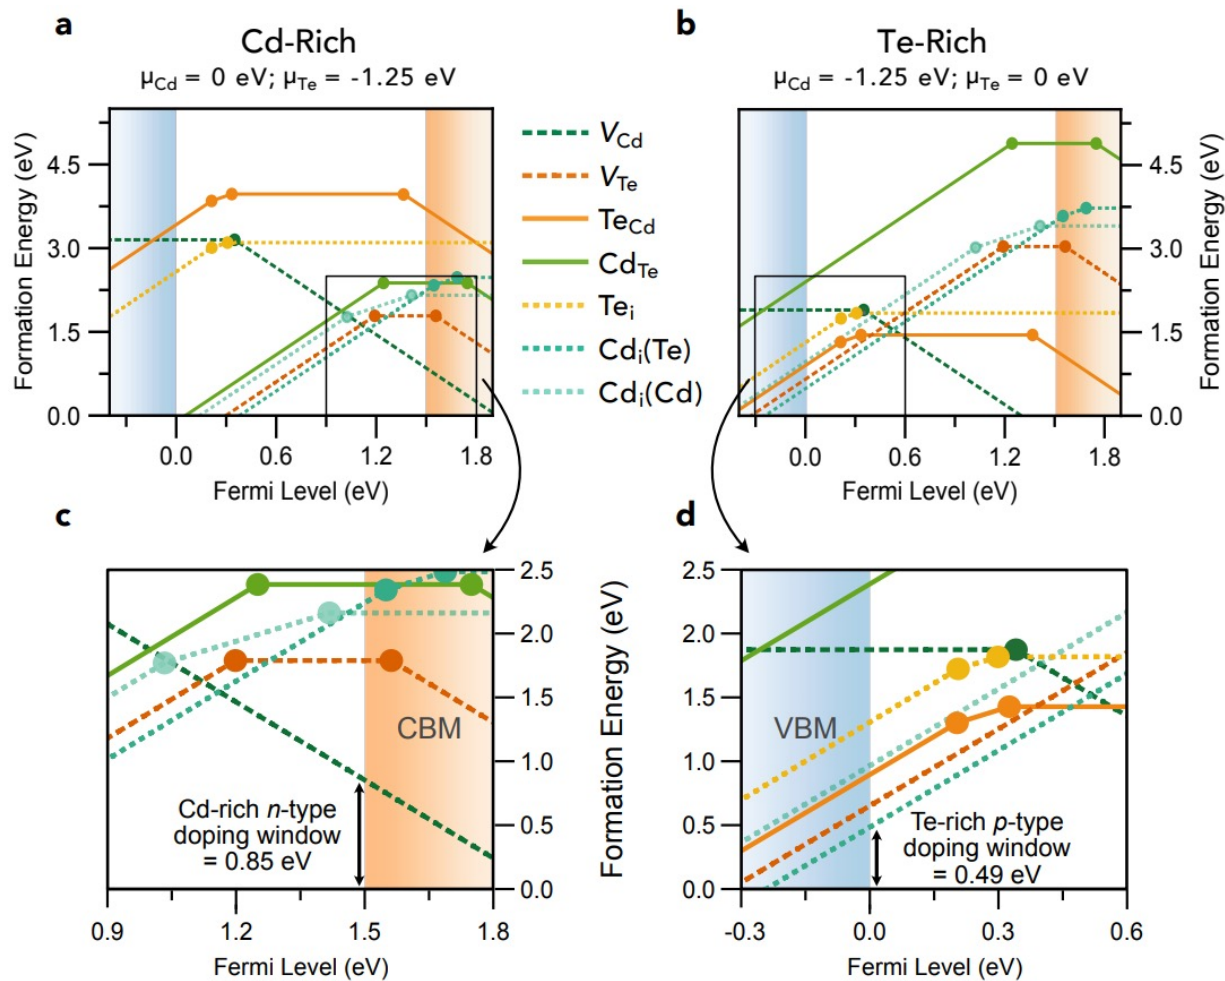 a
Cd-Rich
μCd = 0 eV; μTe = -1.25 eV
Formation Energy (eV)
4.5
3.0
1.5
0.0
0.0 0.6 1.2 1.8
Fermi Level (eV)
VCd
VTe
TeCd
CdTe
Tei
Cdi(Te)
Cdi(Cd)
b
Te-Rich
μCd = -1.25 eV; μTe = 0 eV
4.5
3.0
1.5
0.0
Formation Energy (eV)
0.0 0.6 1.2 1.8
Fermi Level (eV)
c
2.5
2.0
1.5
1.0
0.5
0.0
CBM
Cd-rich n-type
doping window
= 0.85 eV
0.9 1.2 1.5 1.8
Fermi Level (eV)
d
Formation Energy (eV)
2.5
2.0
1.5
1.0
0.5
0.0
VBM
Te-rich p-type
doping window
= 0.49 eV
-0.3 0.0 0.3 0.6
Fermi Level (eV)